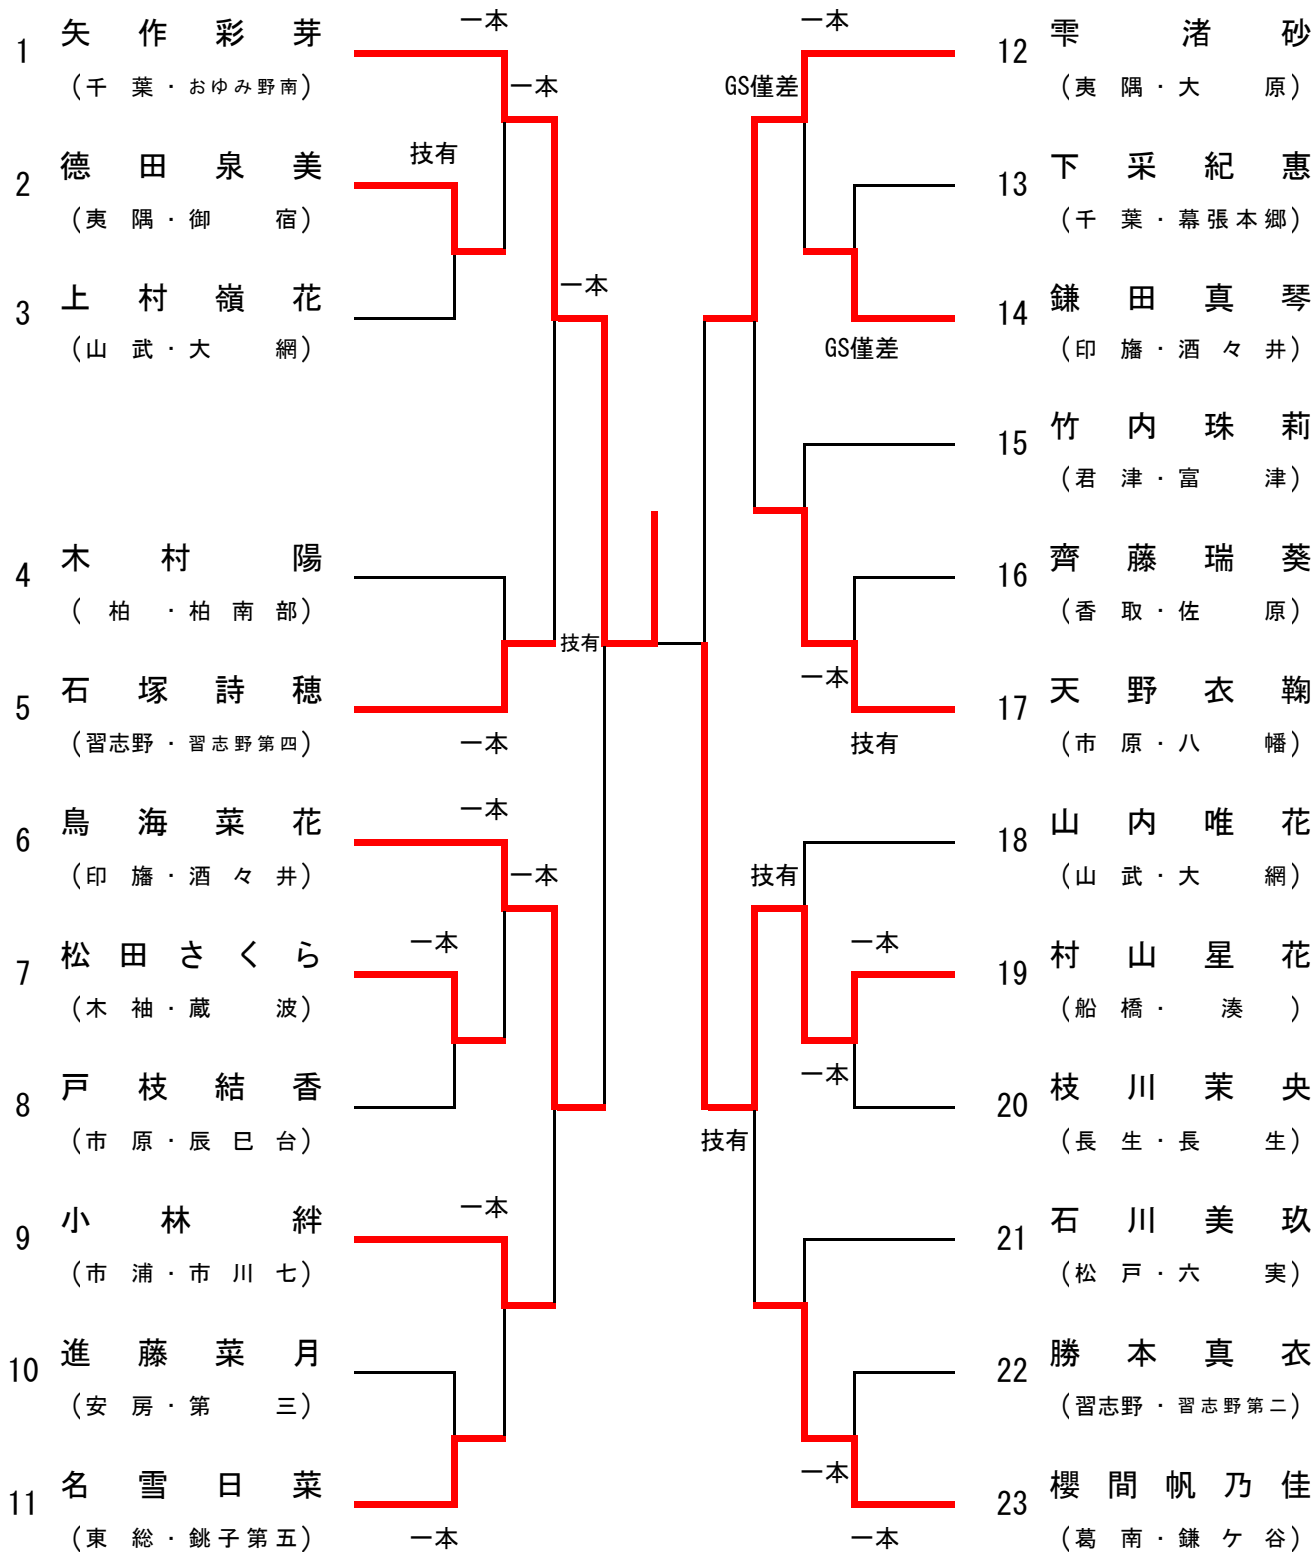 1 矢作彩芽
(千葉・おゆみ野南)
2 德田泉美
(夷隅・御宿)
3 上村嶺花
(山武・大網)
4 木村陽
(柏・柏南部)
5 石塚詩穂
(習志野・習志野第四)
6 鳥海菜花
(印旛・酒々井)
7 松田さくら
(木袖・蔵波)
8 戸枝結香
(市原・辰巳台)
9 小林絆
(市浦・市川七)
10 進藤菜月
(安房・第三)
11 名雪日菜
(東総・銚子第五)
一本
一本
技有
一本
技有
一本
一本
一本
一本
一本
一本
一本
GS僅差
GS僅差
一本
技有
技有
一本
一本
技有
一本
一本
12 雫渚砂
(夷隅・大原)
13 下采紀惠
(千葉・幕張本郷)
14 鎌田真琴
(印旛・酒々井)
15 竹内珠莉
(君津・富津)
16 齊藤瑞葵
(香取・佐原)
17 天野衣鞠
(市原・八幡)
18 山内唯花
(山武・大網)
19 村山星花
(船橋・湊)
20 枝川茉央
(長生・長生)
21 石川美玖
(松戸・六実)
22 勝本真衣
(習志野・習志野第二)
23 櫻間帆乃佳
(葛南・鎌ケ谷)